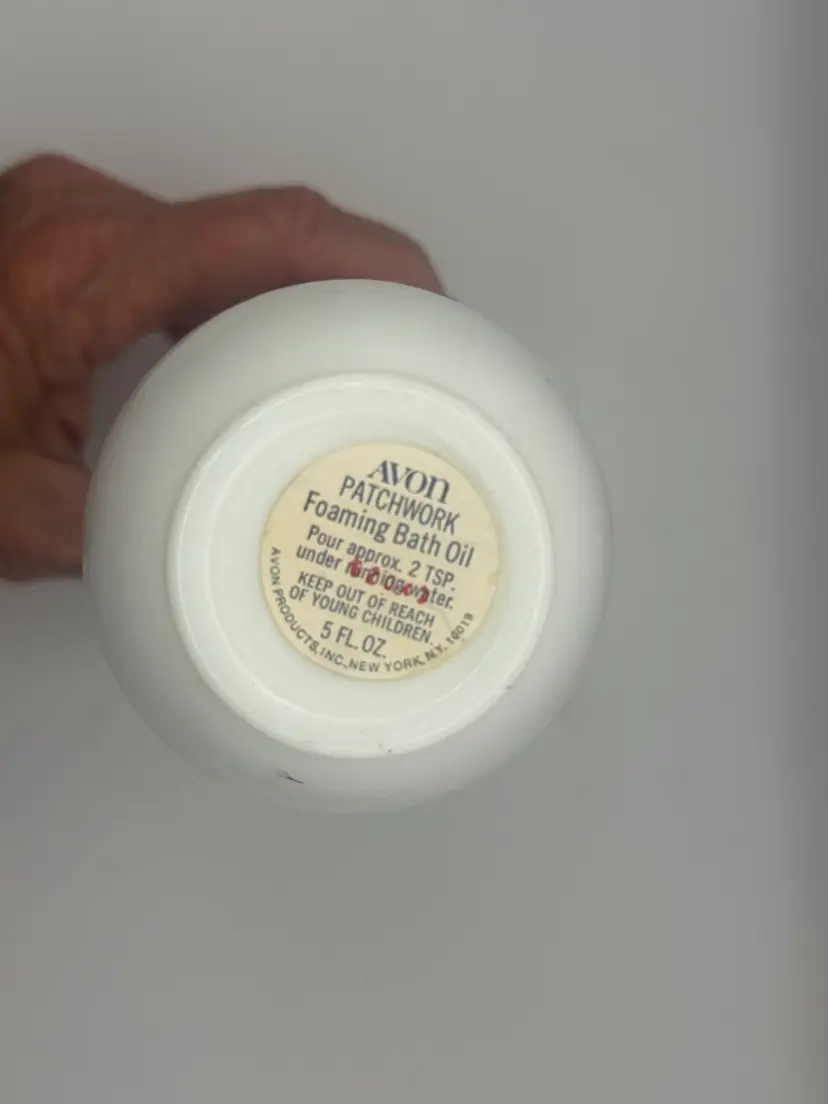 AVON
PATCHWORK
Foaming Bath Oil
Pour approx. 2 TSP.
under running water.
KEEP OUT OF REACH
OF YOUNG CHILDREN.
5 FL. OZ.
AVON PRODUCTS, INC., NEW YORK, N.Y. 10019